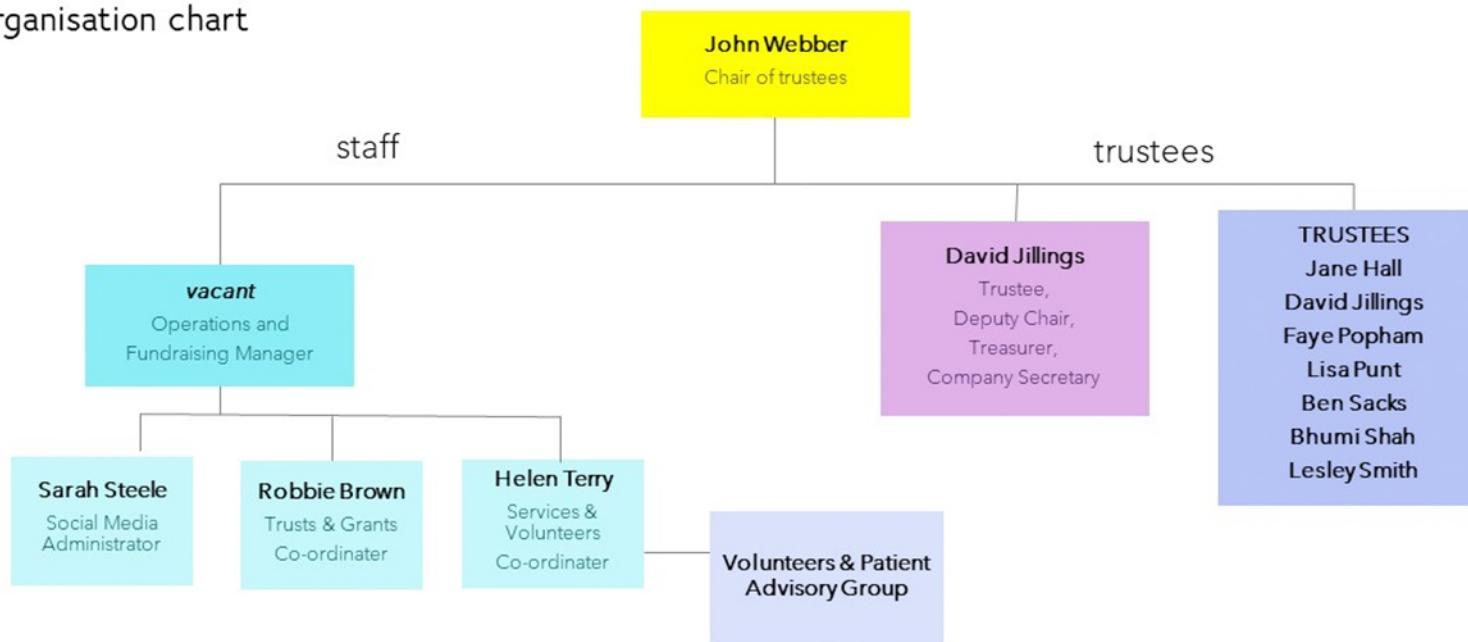 rganisation chart
John Webber
Chair of trustees
staff
trustees
vacant
Operations and
Fundraising Manager
David Jillings
Trustee,
Deputy Chair,
Treasurer,
Company Secretary
TRUSTEES
Jane Hall
David Jillings
Faye Popham
Lisa Punt
Ben Sacks
Bhumi Shah
Lesley Smith
Sarah Steele
Social Media
Administrator
Robbie Brown
Trusts & Grants
Co-ordinater
Helen Terry
Services &
Volunteers
Co-ordinater
Volunteers & Patient
Advisory Group